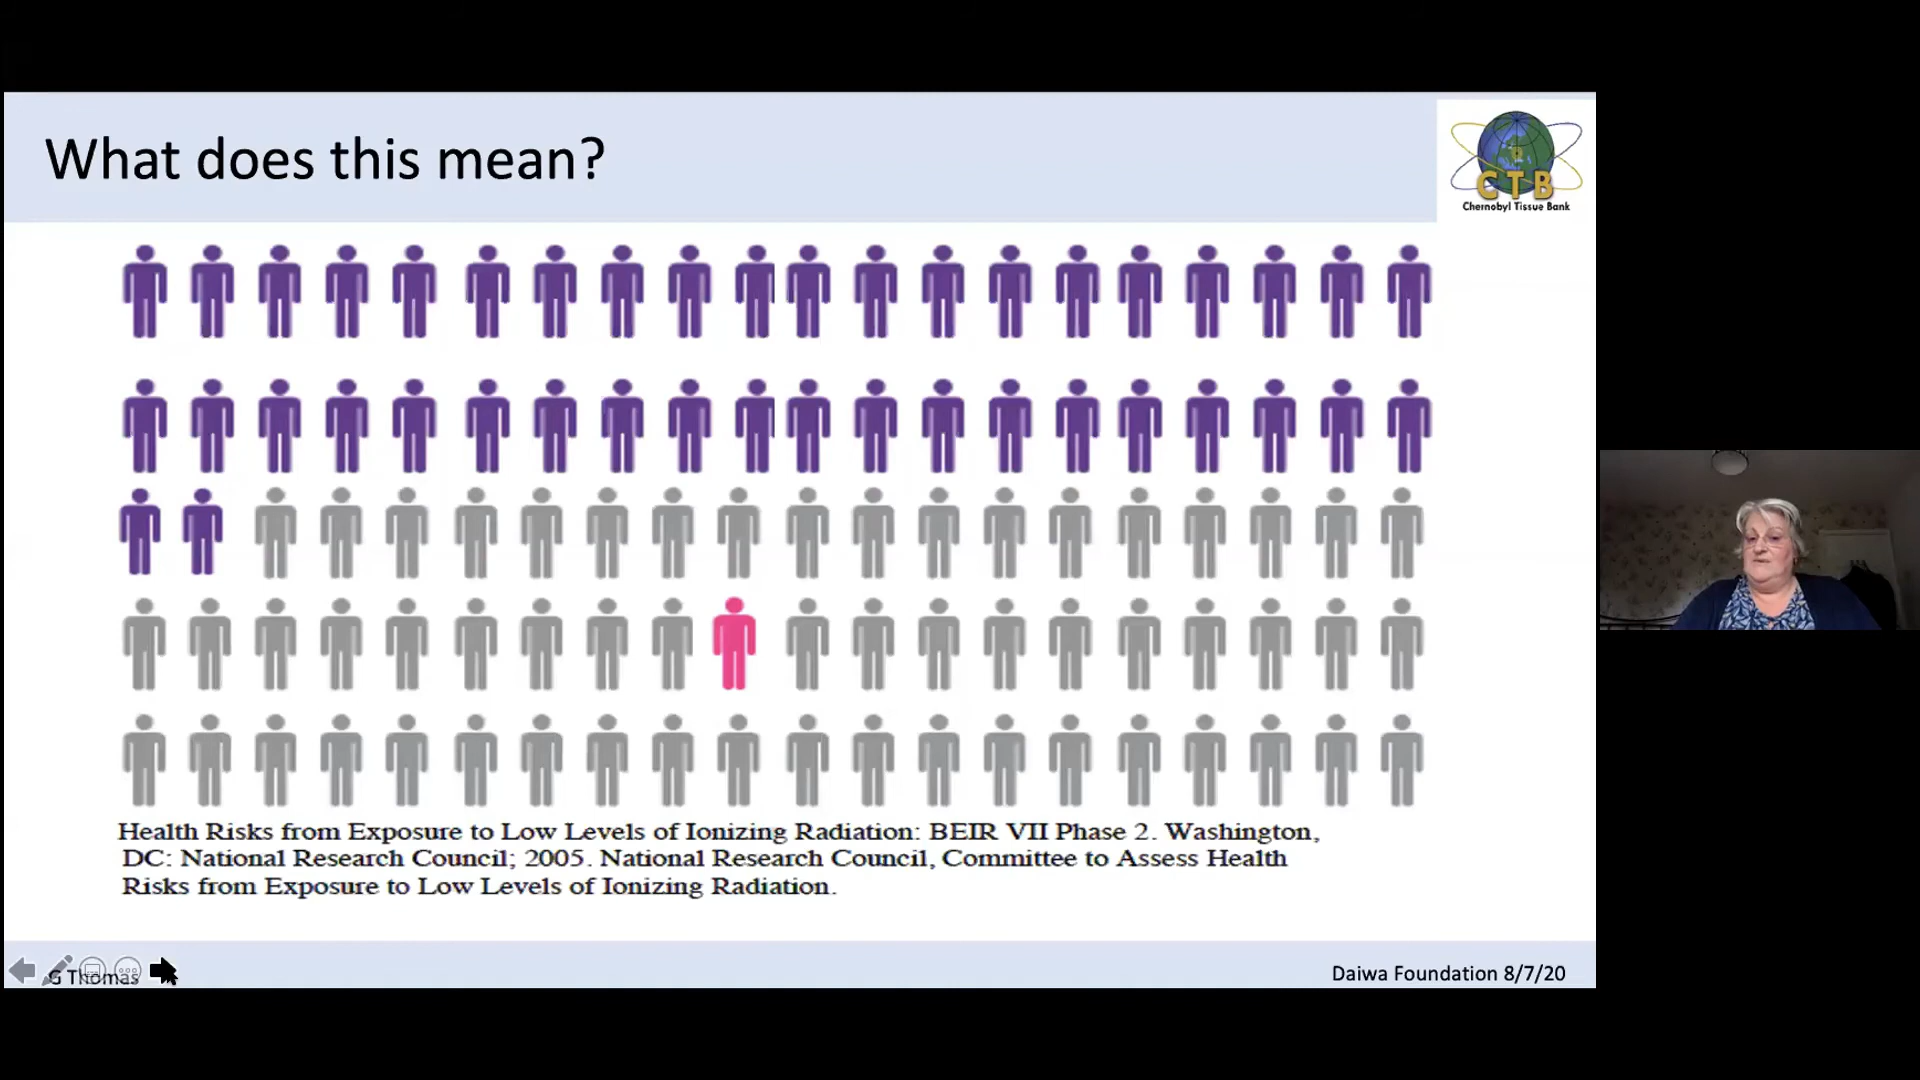 What does this mean?
CTB
Chernobyl Tissue Bank
Health Risks from Exposure to Low Levels of Ionizing Radiation: BEIR VII Phase 2. Washington,
DC: National Research Council; 2005. National Research Council, Committee to Assess Health
Risks from Exposure to Low Levels of Ionizing Radiation.
G Thomas
Daiwa Foundation 8/7/20